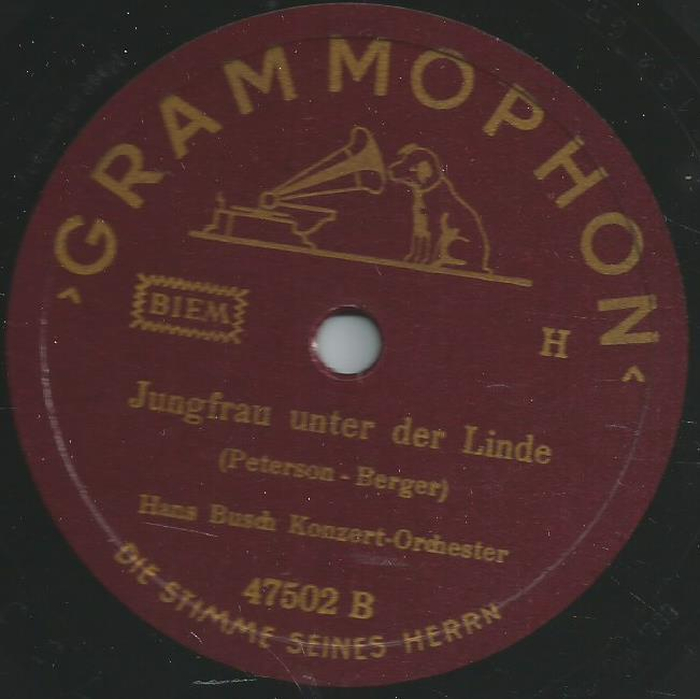 ›GRAMMOPHON‹
BIEM
H
Jungfrau unter der Linde
(Peterson - Berger)
Hans Busch Konzert-Orchester
47502 B
DIE STIMME SEINES HERRN